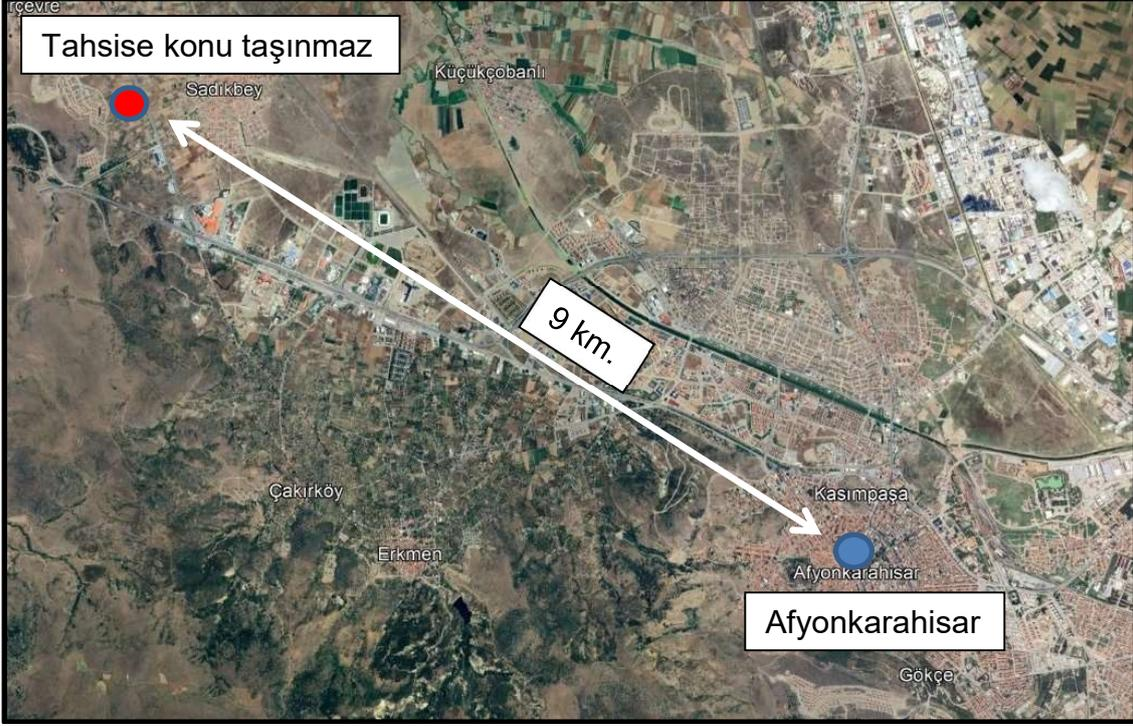 rçevre
Tahsise konu taşınmaz
Sadıkbey
Küçükçobanlı
9 km.
Çakırköy
Kasımpaşa
Erkmen
Afyonkarahisar
Afyonkarahisar
Gökçe